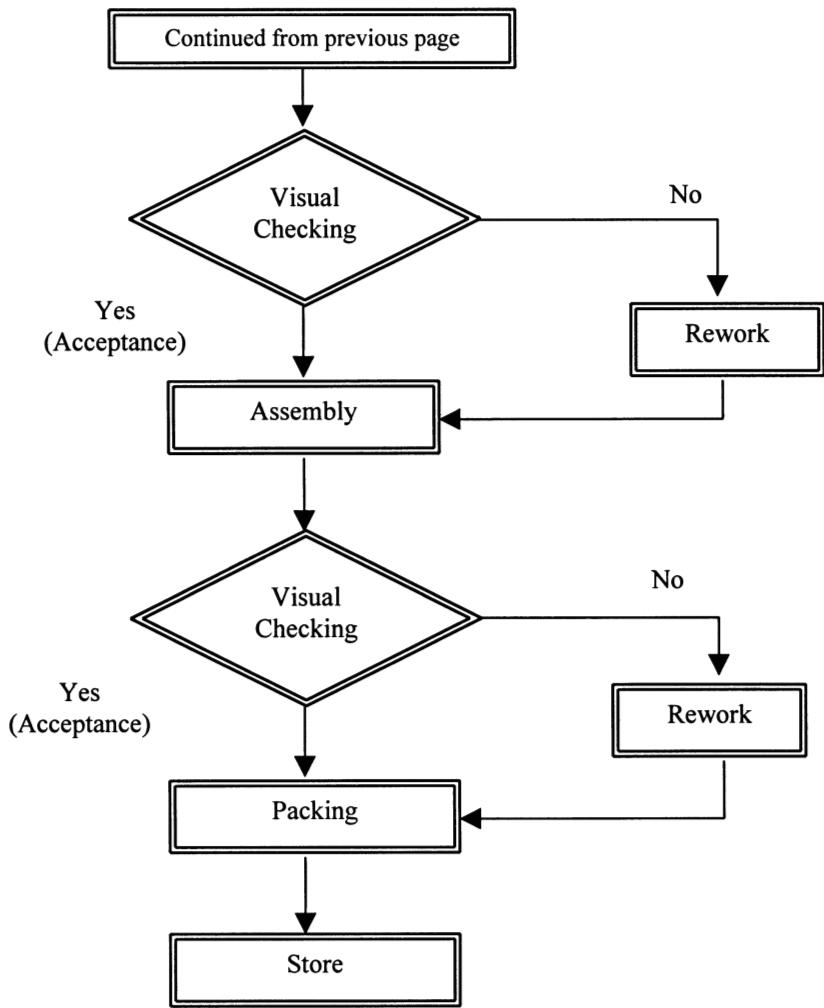 Continued from previous page
Visual
Checking
No
Yes
(Acceptance)
Rework
Assembly
Visual
Checking
No
Yes
(Acceptance)
Rework
Packing
Store